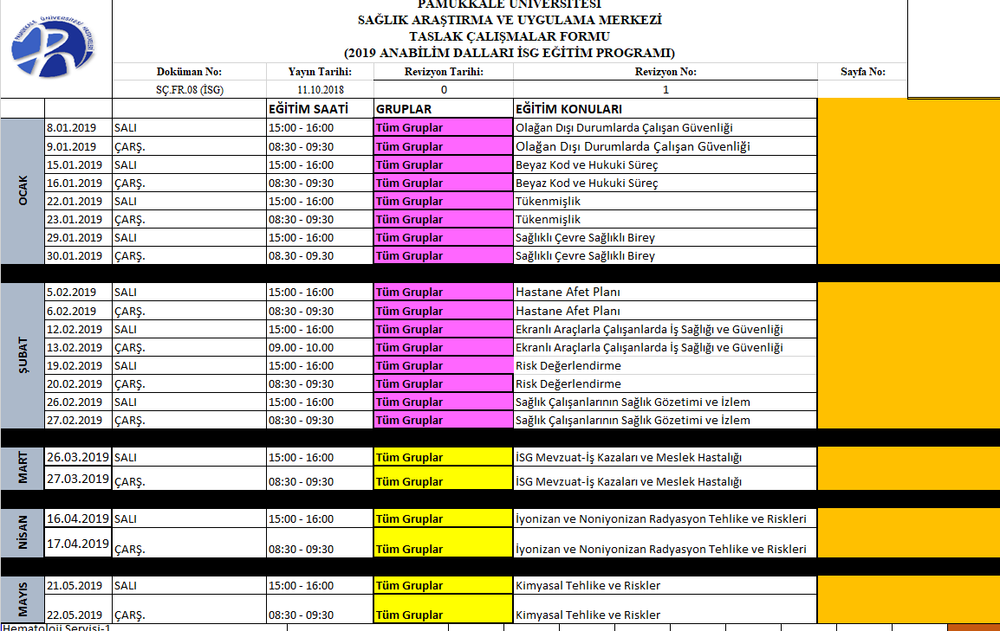 PAMUKKALE ÜNİVERSİTESİ HASTANELERİ
PAMUKKALE ÜNİVERSİTESİ
SAĞLIK ARAŞTIRMA VE UYGULAMA MERKEZİ
TASLAK ÇALIŞMALAR FORMU
(2019 ANABİLİM DALLARI İSG EĞİTİM PROGRAMI)
Doküman No: Yayın Tarihi: Revizyon Tarihi: Revizyon No: Sayfa No:
SÇ.FR.08 (İSG) 11.10.2018 0 1
EĞİTİM SAATİ GRUPLAR EĞİTİM KONULARI
OCAK
8.01.2019 SALI 15:00 - 16:00 Tüm Gruplar Olağan Dışı Durumlarda Çalışan Güvenliği
9.01.2019 ÇARŞ. 08:30 - 09:30 Tüm Gruplar Olağan Dışı Durumlarda Çalışan Güvenliği
15.01.2019 SALI 15:00 - 16:00 Tüm Gruplar Beyaz Kod ve Hukuki Süreç
16.01.2019 ÇARŞ. 08:30 - 09:30 Tüm Gruplar Beyaz Kod ve Hukuki Süreç
22.01.2019 SALI 15:00 - 16:00 Tüm Gruplar Tükenmişlik
23.01.2019 ÇARŞ. 08:30 - 09:30 Tüm Gruplar Tükenmişlik
29.01.2019 SALI 15:00 - 16:00 Tüm Gruplar Sağlıklı Çevre Sağlıklı Birey
30.01.2019 ÇARŞ. 08.30 - 09.30 Tüm Gruplar Sağlıklı Çevre Sağlıklı Birey
ŞUBAT
5.02.2019 SALI 15:00 - 16:00 Tüm Gruplar Hastane Afet Planı
6.02.2019 ÇARŞ. 08:30 - 09:30 Tüm Gruplar Hastane Afet Planı
12.02.2019 SALI 15:00 - 16:00 Tüm Gruplar Ekranlı Araçlarla Çalışanlarda İş Sağlığı ve Güvenliği
13.02.2019 ÇARŞ. 09.00 - 10.00 Tüm Gruplar Ekranlı Araçlarla Çalışanlarda İş Sağlığı ve Güvenliği
19.02.2019 SALI 15:00 - 16:00 Tüm Gruplar Risk Değerlendirme
20.02.2019 ÇARŞ. 08:30 - 09:30 Tüm Gruplar Risk Değerlendirme
26.02.2019 SALI 15:00 - 16:00 Tüm Gruplar Sağlık Çalışanlarının Sağlık Gözetimi ve İzlem
27.02.2019 ÇARŞ. 08:30 - 09:30 Tüm Gruplar Sağlık Çalışanlarının Sağlık Gözetimi ve İzlem
MART
26.03.2019 SALI 15:00 - 16:00 Tüm Gruplar İSG Mevzuat-İş Kazaları ve Meslek Hastalığı
27.03.2019 ÇARŞ. 08:30 - 09:30 Tüm Gruplar İSG Mevzuat-İş Kazaları ve Meslek Hastalığı
NİSAN
16.04.2019 SALI 15:00 - 16:00 Tüm Gruplar İyonizan ve Noniyonizan Radyasyon Tehlike ve Riskleri
17.04.2019 ÇARŞ. 08:30 - 09:30 Tüm Gruplar İyonizan ve Noniyonizan Radyasyon Tehlike ve Riskleri
MAYIS
21.05.2019 SALI 15:00 - 16:00 Tüm Gruplar Kimyasal Tehlike ve Riskler
22.05.2019 ÇARŞ. 08:30 - 09:30 Tüm Gruplar Kimyasal Tehlike ve Riskler
Hematoloji Servisi-1